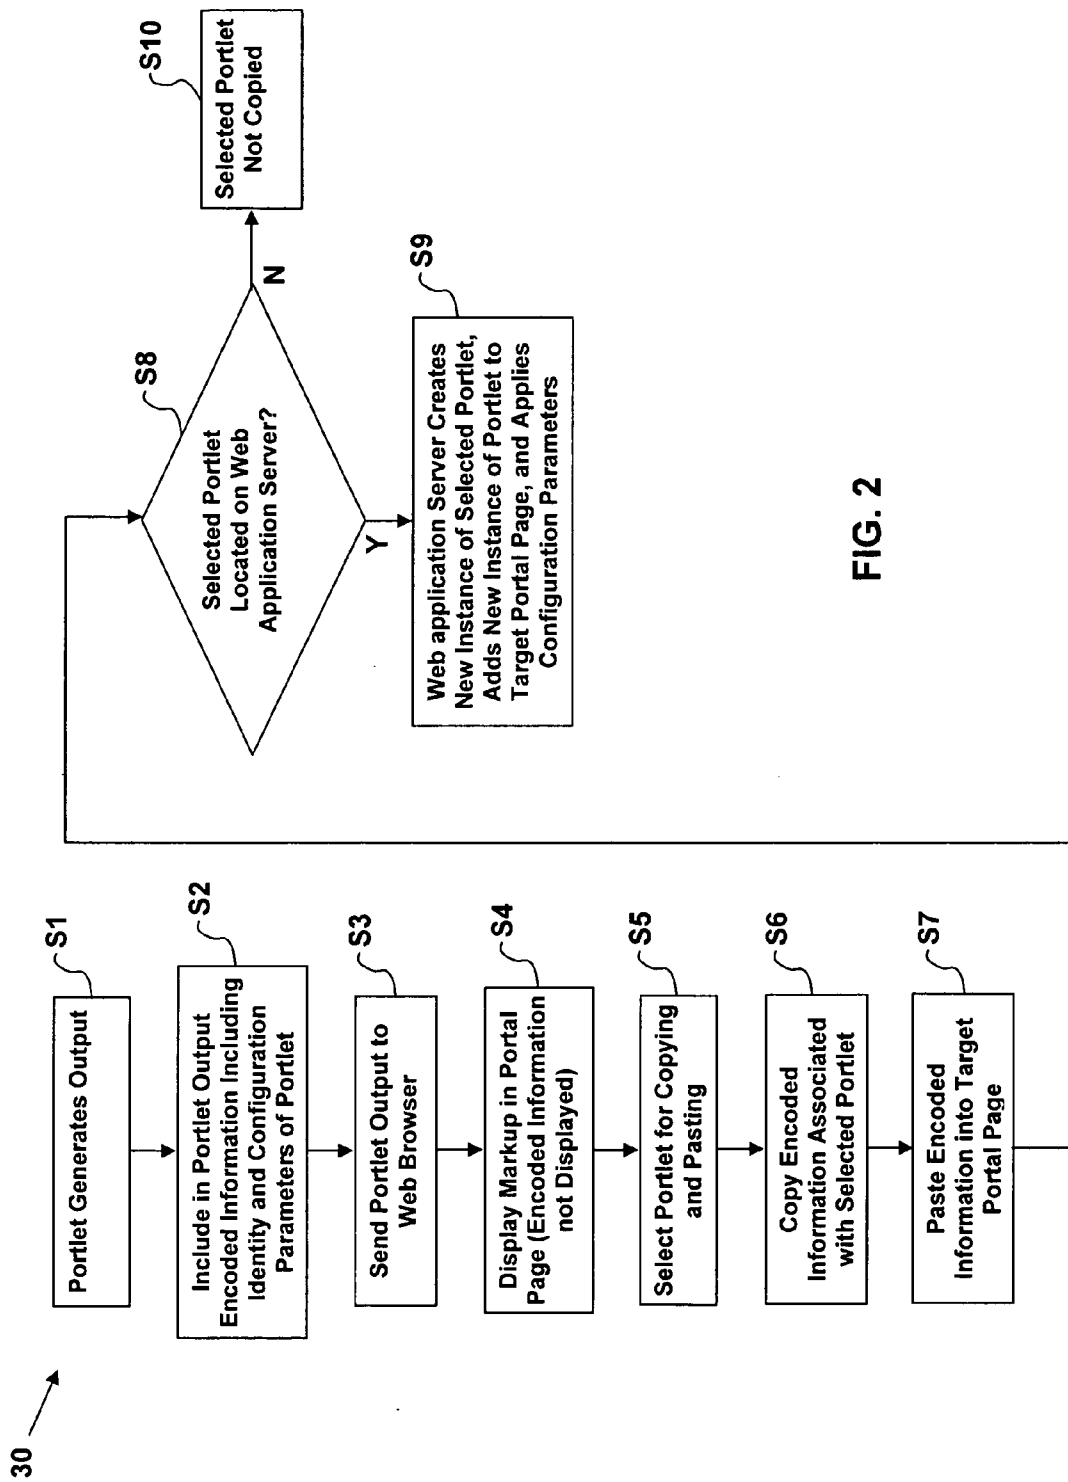 30
S1
Portlet Generates Output
S2
Include in Portlet Output
Encoded Information Including
Identity and Configuration
Parameters of Portlet
S3
Send Portlet Output to
Web Browser
S4
Display Markup in Portal
Page (Encoded Information
not Displayed)
S5
Select Portlet for Copying
and Pasting
S6
Copy Encoded
Information Associated
with Selected Portlet
S7
Paste Encoded
Information into Target
Portal Page
S8
Selected Portlet
Located on Web
Application Server?
Y
N
S9
Web application Server Creates
New Instance of Selected Portlet,
Adds New Instance of Portlet to
Target Portal Page, and Applies
Configuration Parameters
S10
Selected Portlet
Not Copied
FIG. 2